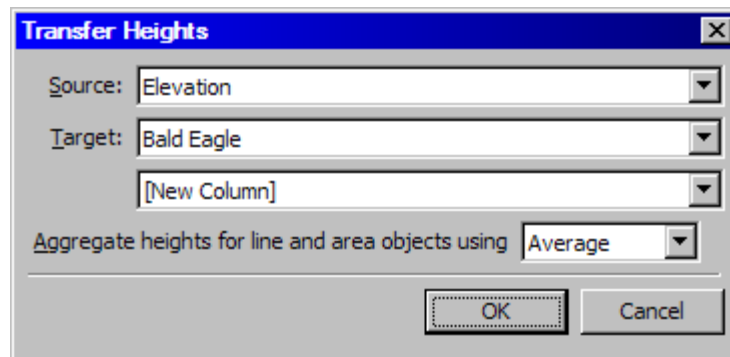 Transfer Heights
Source: Elevation
Target: Bald Eagle
[New Column]
Aggregate heights for line and area objects using Average
OK Cancel